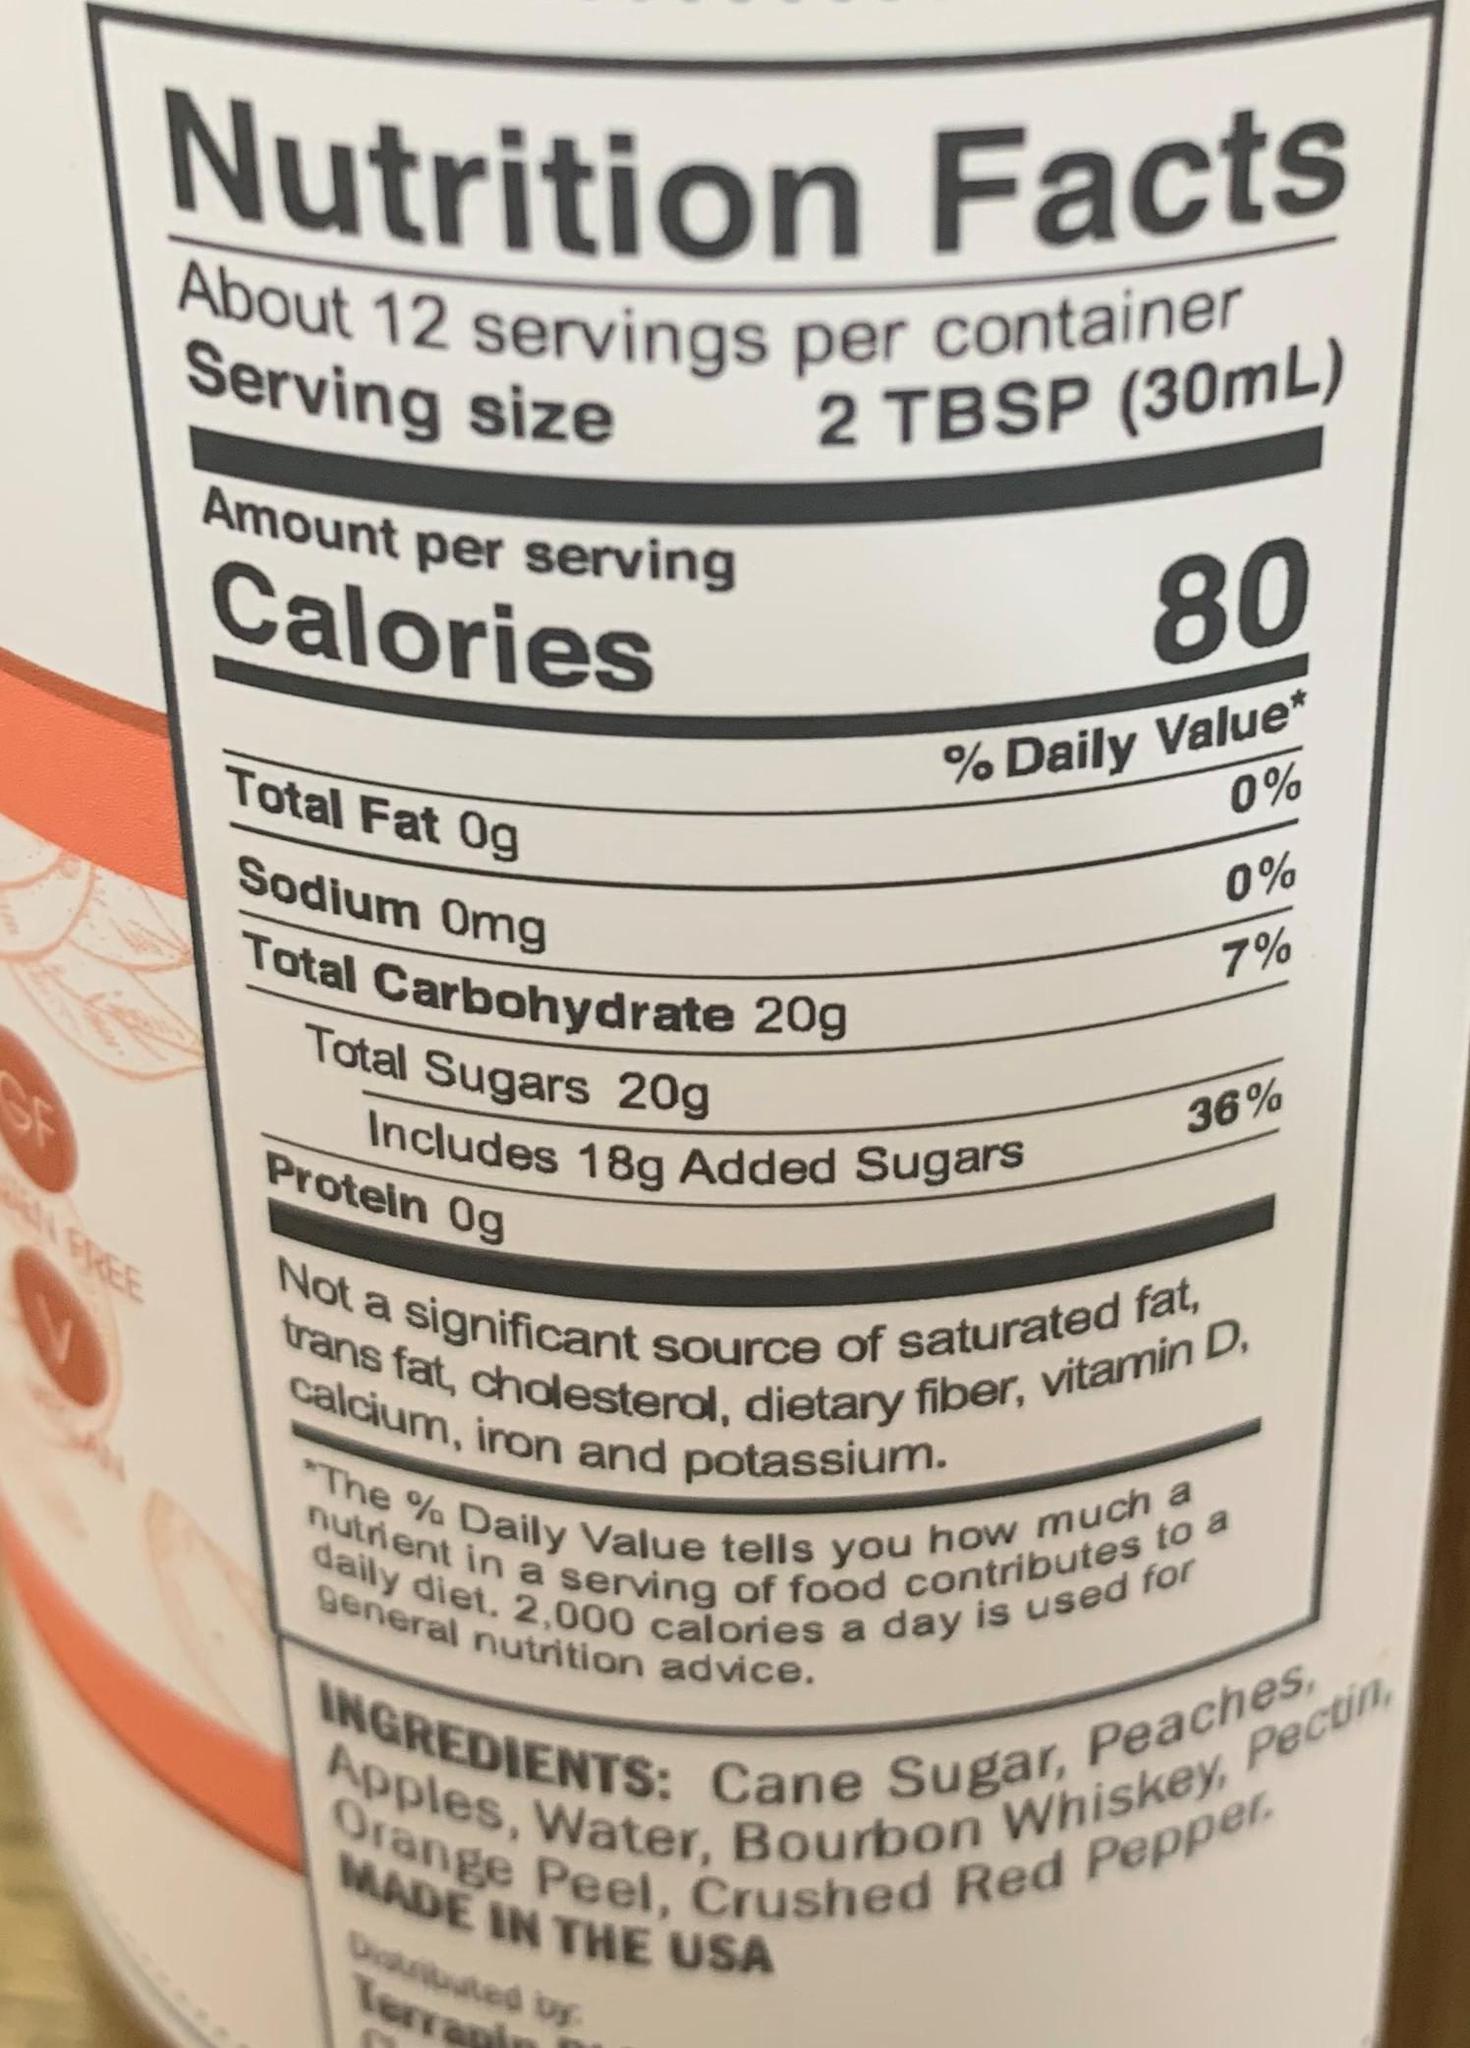 Nutrition Facts
About 12 servings per container
Serving size 2 TBSP (30mL)
Amount per serving
Calories 80
% Daily Value*
Total Fat 0g 0%
Sodium 0mg 0%
Total Carbohydrate 20g 7%
Total Sugars 20g
Includes 18g Added Sugars 36%
Protein 0g
Not a significant source of saturated fat,
trans fat, cholesterol, dietary fiber, vitamin D,
calcium, iron and potassium.
*The % Daily Value tells you how much a
nutrient in a serving of food contributes to a
daily diet. 2,000 calories a day is used for
general nutrition advice.
INGREDIENTS: Cane Sugar, Peaches,
Apples, Water, Bourbon Whiskey, Pectin,
Orange Peel, Crushed Red Pepper.
MADE IN THE USA
Distributed by:
Terrapin
GF
FREE
V